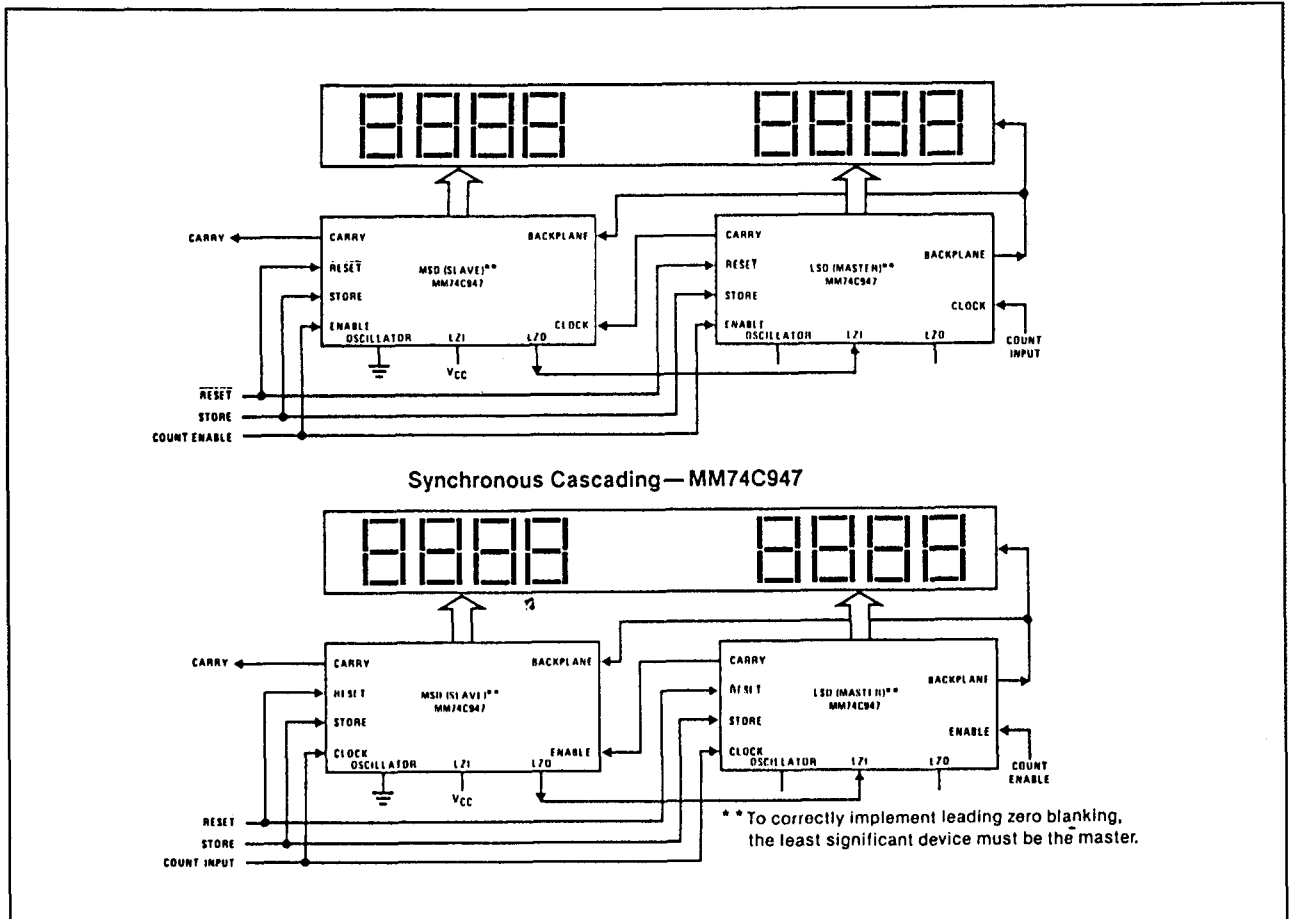 CARRY
CARRY
RESET
STORE
ENABLE
MSD (SLAVE)**
MM74C947
BACKPLANE
CLOCK
OSCILLATOR
LZI
LZO
VCC
CARRY
RESET
STORE
ENABLE
LSD (MASTER)**
MM74C947
BACKPLANE
CLOCK
OSCILLATOR
LZI
LZO
COUNT
INPUT
RESET
STORE
COUNT ENABLE
Synchronous Cascading—MM74C947
CARRY
CARRY
RESET
STORE
CLOCK
MSD (SLAVE)**
MM74C947
BACKPLANE
ENABLE
OSCILLATOR
LZI
LZO
VCC
CARRY
RESET
STORE
CLOCK
LSD (MASTER)**
MM74C947
BACKPLANE
ENABLE
OSCILLATOR
LZI
LZO
COUNT
ENABLE
RESET
STORE
COUNT INPUT
**To correctly implement leading zero blanking,
the least significant device must be the master.